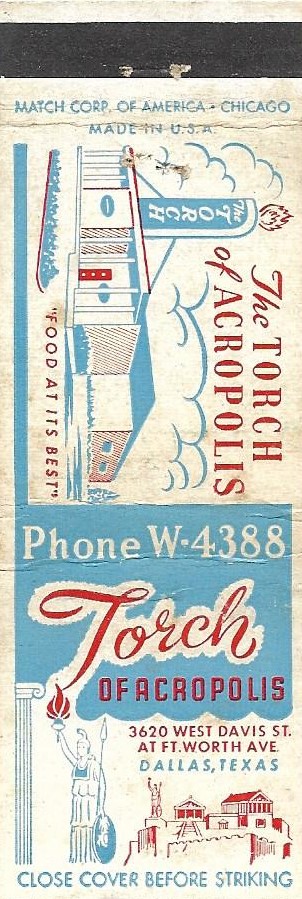 MATCH CORP. OF AMERICA - CHICAGO
MADE IN U.S.A.
The TORCH
The TORCH
of ACROPOLIS
"FOOD AT ITS BEST"
Phone W-4388
Torch
OF ACROPOLIS
3620 WEST DAVIS ST.
AT FT. WORTH AVE.
DALLAS, TEXAS
CLOSE COVER BEFORE STRIKING